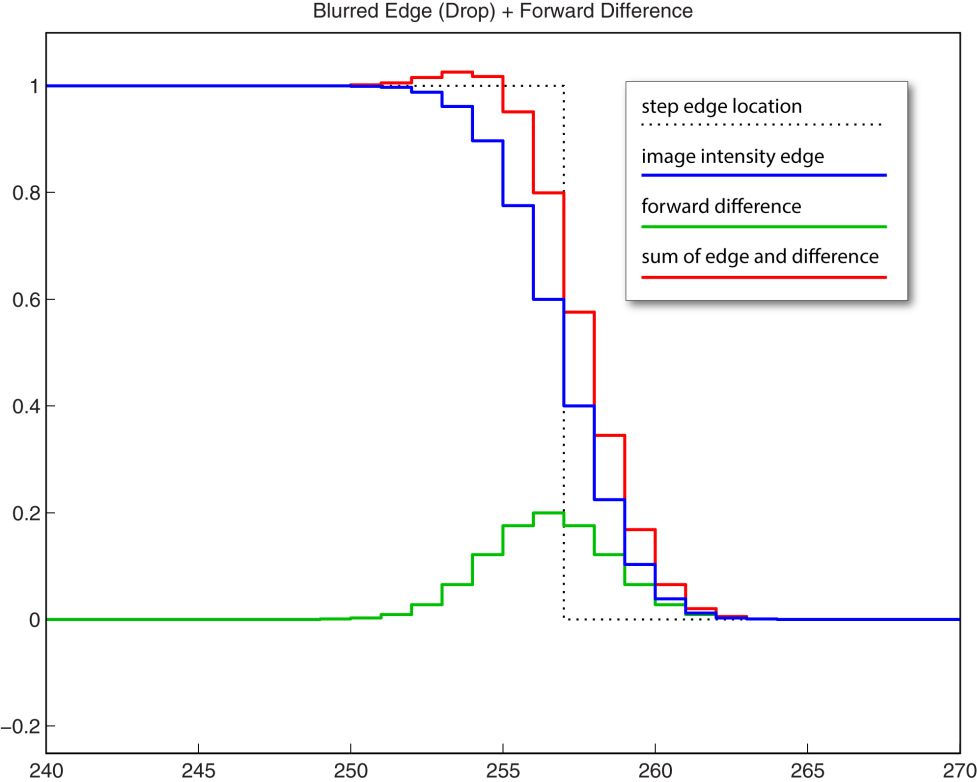 Blurred Edge (Drop) + Forward Difference
step edge location
image intensity edge
forward difference
sum of edge and difference
1
0.8
0.6
0.4
0.2
0
−0.2
240 245 250 255 260 265 270